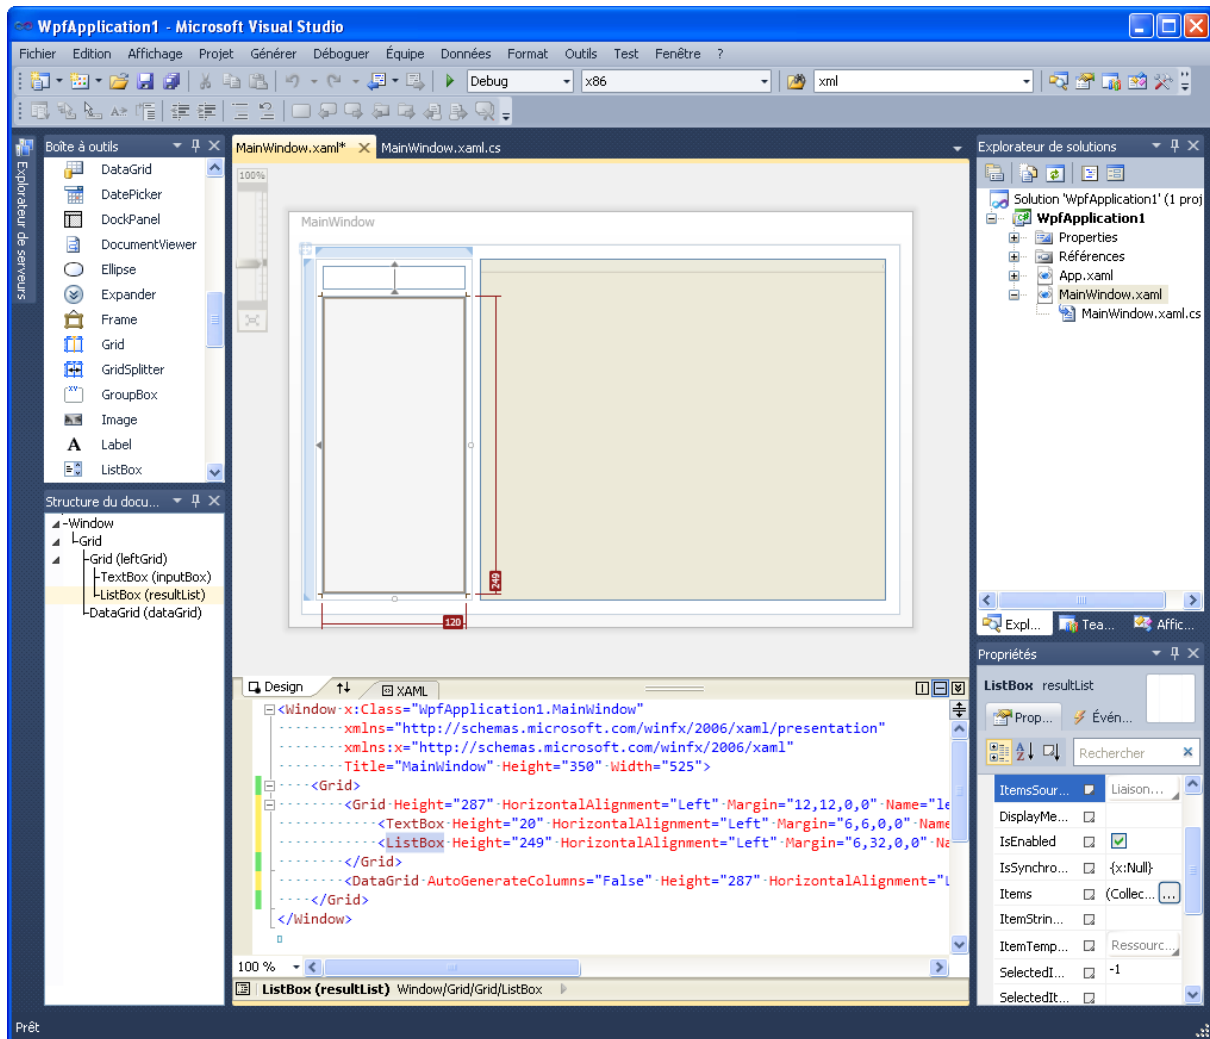 WpfApplication1 - Microsoft Visual Studio
Fichier Edition Affichage Projet Générer Déboguer Équipe Données Format Outils Test Fenêtre ?
Debug x86 xml
Explorateur de serveurs
Boîte à outils
DataGrid
DatePicker
DockPanel
DocumentViewer
Ellipse
Expander
Frame
Grid
GridSplitter
GroupBox
Image
A Label
ListBox
Structure du docu...
Window
Grid
Grid (leftGrid)
TextBox (inputBox)
ListBox (resultList)
DataGrid (dataGrid)
MainWindow.xaml* MainWindow.xaml.cs
100%
MainWindow
249
120
Design XAML
<Window x:Class="WpfApplication1.MainWindow"
xmlns="http://schemas.microsoft.com/winfx/2006/xaml/presentation"
xmlns:x="http://schemas.microsoft.com/winfx/2006/xaml"
Title="MainWindow" Height="350" Width="525">
<Grid>
<Grid Height="287" HorizontalAlignment="Left" Margin="12,12,0,0" Name="le
<TextBox Height="20" HorizontalAlignment="Left" Margin="6,6,0,0" Name
<ListBox Height="249" HorizontalAlignment="Left" Margin="6,32,0,0" Na
</Grid>
<DataGrid AutoGenerateColumns="False" Height="287" HorizontalAlignment="L
</Grid>
</Window>
100 %
ListBox (resultList) Window/Grid/Grid/ListBox
Explorateur de solutions
Solution 'WpfApplication1' (1 proj
WpfApplication1
Properties
Références
App.xaml
MainWindow.xaml
MainWindow.xaml.cs
Expl... Tea... Affic...
Propriétés
ListBox resultList
Prop... Évén...
Rechercher
ItemsSour... Liaison...
DisplayMe...
IsEnabled
IsSynchro... {x:Null}
Items (Collec... ...
ItemStrin...
ItemTemp... Ressourc...
SelectedI... -1
SelectedIt...
Prêt